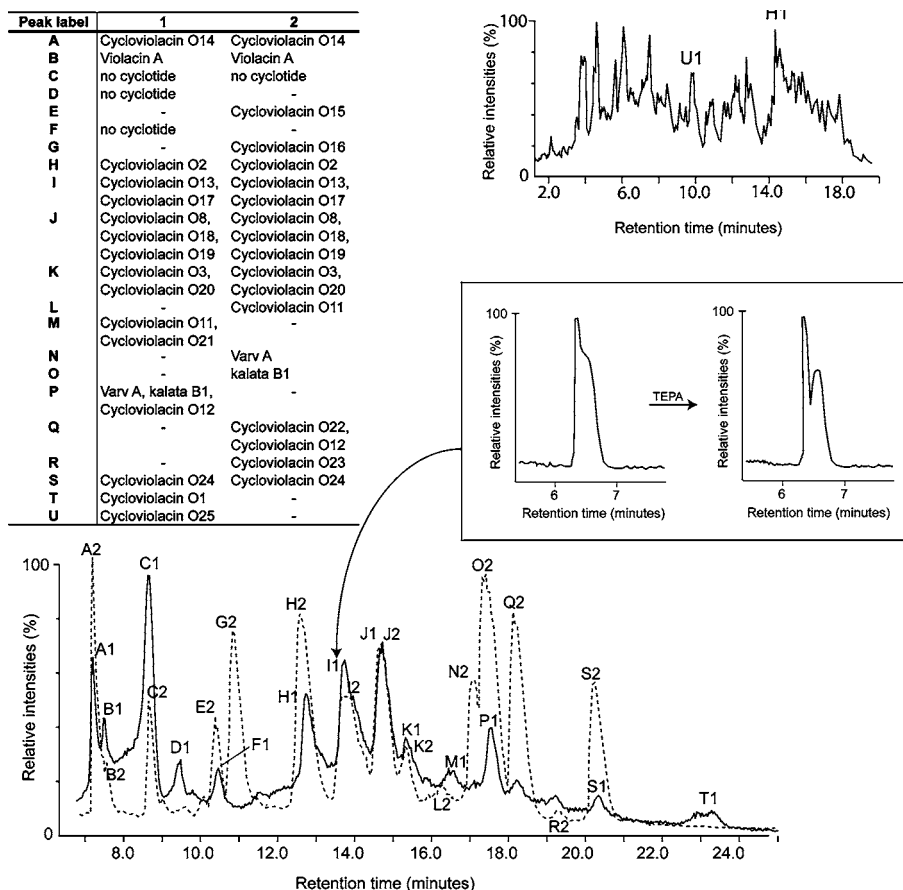 Peak label 1 2
A Cycloviolacin O14 Cycloviolacin O14
B Violacin A Violacin A
C no cyclotide no cyclotide
D no cyclotide -
E - Cycloviolacin O15
F no cyclotide -
G - Cycloviolacin O16
H Cycloviolacin O2 Cycloviolacin O2
I Cycloviolacin O13, Cycloviolacin O13,
Cycloviolacin O17 Cycloviolacin O17
J Cycloviolacin O8, Cycloviolacin O8,
Cycloviolacin O18, Cycloviolacin O18,
Cycloviolacin O19 Cycloviolacin O19
K Cycloviolacin O3, Cycloviolacin O3,
Cycloviolacin O20 Cycloviolacin O20
L - Cycloviolacin O11
M Cycloviolacin O11, -
Cycloviolacin O21
N - Varv A
O - kalata B1
P Varv A, kalata B1, -
Cycloviolacin O12
Q - Cycloviolacin O22,
Cycloviolacin O12
R - Cycloviolacin O23
S Cycloviolacin O24 Cycloviolacin O24
T Cycloviolacin O1 -
U Cycloviolacin O25 -
100
Relative intensities (%)
0
U1
H1
2.0 6.0 10.0 14.0 18.0
Retention time (minutes)
100
Relative intensities (%)
0
6 7
Retention time (minutes)
TEPA
100
Relative intensities (%)
0
6 7
Retention time (minutes)
100
Relative intensities (%)
0
A2
A1
B1
B2
C1
C2
D1
E2
F1
G2
H2
H1
I1
I2
J1
J2
K1
K2
L2
M1
N2
O2
P1
Q2
R2
S2
S1
T1
8.0 10.0 12.0 14.0 16.0 18.0 20.0 22.0 24.0
Retention time (minutes)